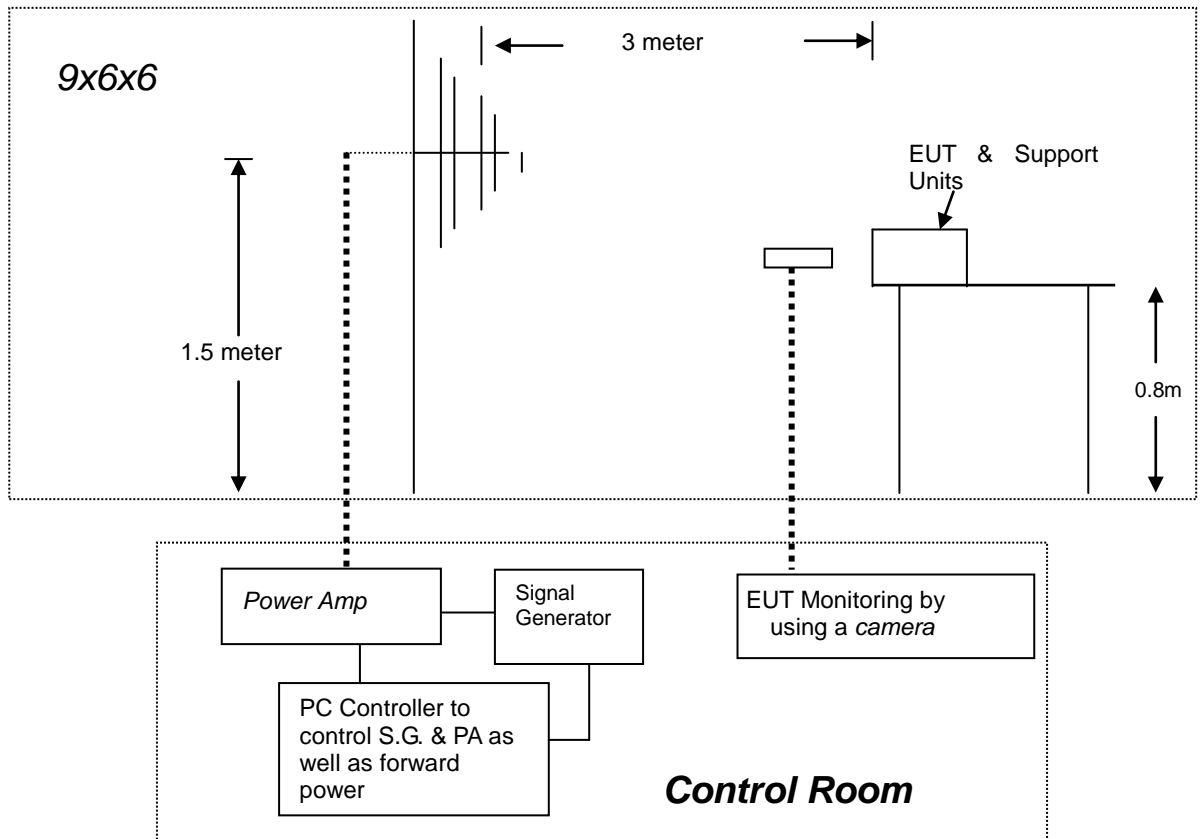 3 meter
9x6x6
EUT & Support
Units
1.5 meter
0.8m
Power Amp
Signal
Generator
EUT Monitoring by
using a camera
PC Controller to
control S.G. & PA as
well as forward
power
Control Room